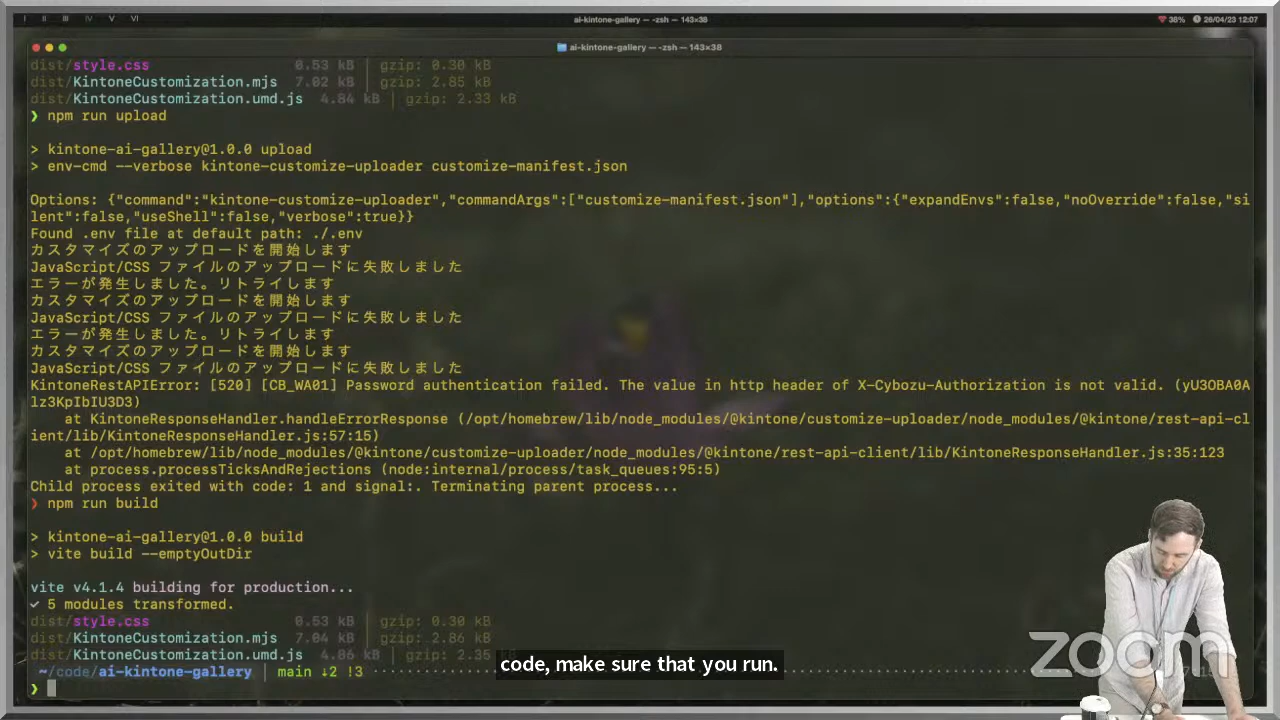 I II III IV V VI
ai-kintone-gallery — -zsh — 143×38
38% 26/04/23 12:07
ai-kintone-gallery — -zsh — 143×38
dist/style.css 0.53 kB │ gzip: 0.30 kB
dist/KintoneCustomization.mjs 7.02 kB │ gzip: 2.85 kB
dist/KintoneCustomization.umd.js 4.84 kB │ gzip: 2.33 kB
❯ npm run upload
> kintone-ai-gallery@1.0.0 upload
> env-cmd --verbose kintone-customize-uploader customize-manifest.json
Options: {"command":"kintone-customize-uploader","commandArgs":["customize-manifest.json"],"options":{"expandEnvs":false,"noOverride":false,"si
lent":false,"useShell":false,"verbose":true}}
Found .env file at default path: ./.env
カスタマイズのアップロードを開始します
JavaScript/CSS ファイルのアップロードに失敗しました
エラーが発生しました。リトライします
カスタマイズのアップロードを開始します
JavaScript/CSS ファイルのアップロードに失敗しました
エラーが発生しました。リトライします
カスタマイズのアップロードを開始します
JavaScript/CSS ファイルのアップロードに失敗しました
KintoneRestAPIError: [520] [CB_WA01] Password authentication failed. The value in http header of X-Cybozu-Authorization is not valid. (yU3OBA0A
lz3KpIbIU3D3)
at KintoneResponseHandler.handleErrorResponse (/opt/homebrew/lib/node_modules/@kintone/customize-uploader/node_modules/@kintone/rest-api-cl
ient/lib/KintoneResponseHandler.js:57:15)
at /opt/homebrew/lib/node_modules/@kintone/customize-uploader/node_modules/@kintone/rest-api-client/lib/KintoneResponseHandler.js:35:123
at process.processTicksAndRejections (node:internal/process/task_queues:95:5)
Child process exited with code: 1 and signal:. Terminating parent process...
❯ npm run build
> kintone-ai-gallery@1.0.0 build
> vite build --emptyOutDir
vite v4.1.4 building for production...
✓ 5 modules transformed.
dist/style.css 0.53 kB │ gzip: 0.30 kB
dist/KintoneCustomization.mjs 7.04 kB │ gzip: 2.86 kB
dist/KintoneCustomization.umd.js 4.86 kB │ gzip: 2.35 kB
code, make sure that you run.
~/code/ai-kintone-gallery │ main ↓2 !3
❯
zoom